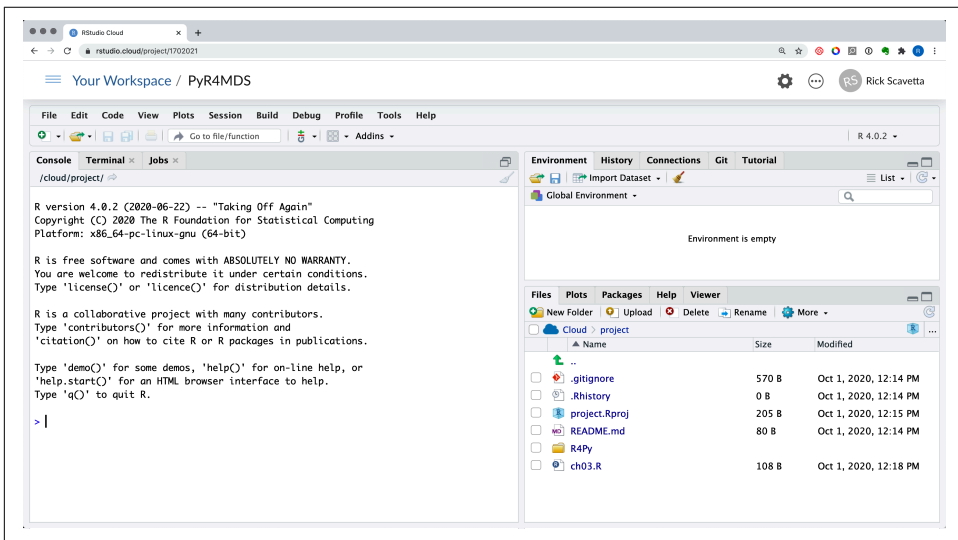 RStudio Cloud
rstudio.cloud/project/1702021
Your Workspace / PyR4MDS
RS Rick Scavetta
File Edit Code View Plots Session Build Debug Profile Tools Help
Go to file/function Addins R 4.0.2
Console Terminal Jobs
/cloud/project/
R version 4.0.2 (2020-06-22) -- "Taking Off Again"
Copyright (C) 2020 The R Foundation for Statistical Computing
Platform: x86_64-pc-linux-gnu (64-bit)
R is free software and comes with ABSOLUTELY NO WARRANTY.
You are welcome to redistribute it under certain conditions.
Type 'license()' or 'licence()' for distribution details.
R is a collaborative project with many contributors.
Type 'contributors()' for more information and
'citation()' on how to cite R or R packages in publications.
Type 'demo()' for some demos, 'help()' for on-line help, or
'help.start()' for an HTML browser interface to help.
Type 'q()' to quit R.
>
Environment History Connections Git Tutorial
Import Dataset List
Global Environment
Environment is empty
Files Plots Packages Help Viewer
New Folder Upload Delete Rename More
Cloud > project ...
Name Size Modified
..
.gitignore 570 B Oct 1, 2020, 12:14 PM
.Rhistory 0 B Oct 1, 2020, 12:14 PM
project.Rproj 205 B Oct 1, 2020, 12:15 PM
MD README.md 80 B Oct 1, 2020, 12:14 PM
R4Py
ch03.R 108 B Oct 1, 2020, 12:18 PM